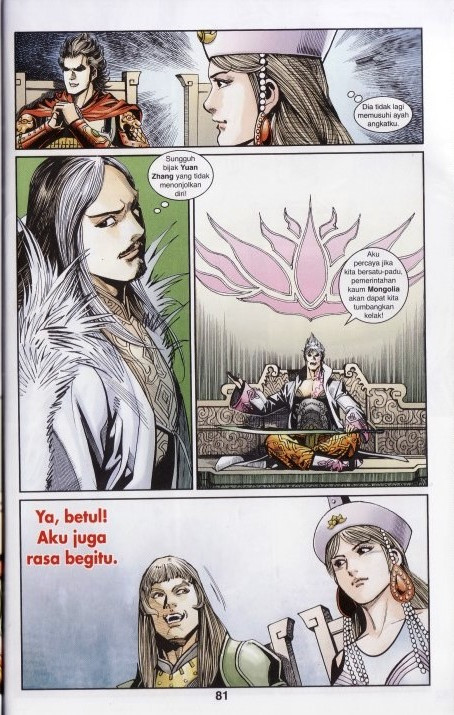 Dia tidak lagi
memusuhi ayah
angkatku.
Sungguh
bijak Yuan
Zhang yang tidak
menonjolkan
diri!
Aku
percaya jika
kita bersatu-padu,
pemerintahan
kaum Mongolia
akan dapat kita
tumbangkan
kelak!
Ya, betul!
Aku juga
rasa begitu.
81